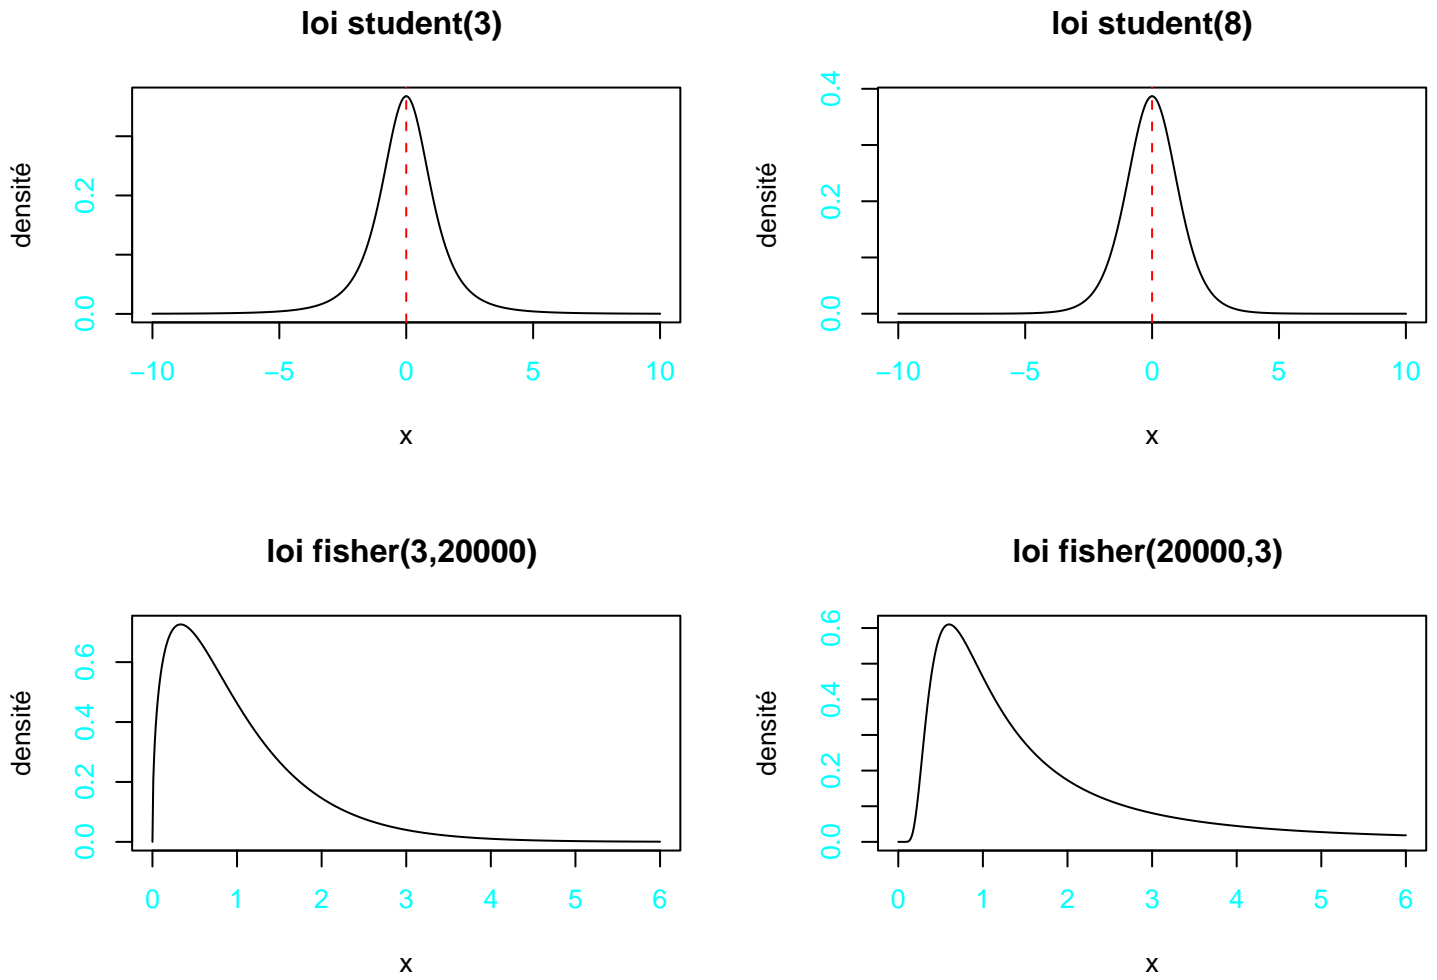 loi student(3)
densité
0.0 0.2
−10 −5 0 5 10
x
loi student(8)
densité
0.0 0.2 0.4
−10 −5 0 5 10
x
loi fisher(3,20000)
densité
0.0 0.2 0.4 0.6
0 1 2 3 4 5 6
x
loi fisher(20000,3)
densité
0.0 0.2 0.4 0.6
0 1 2 3 4 5 6
x